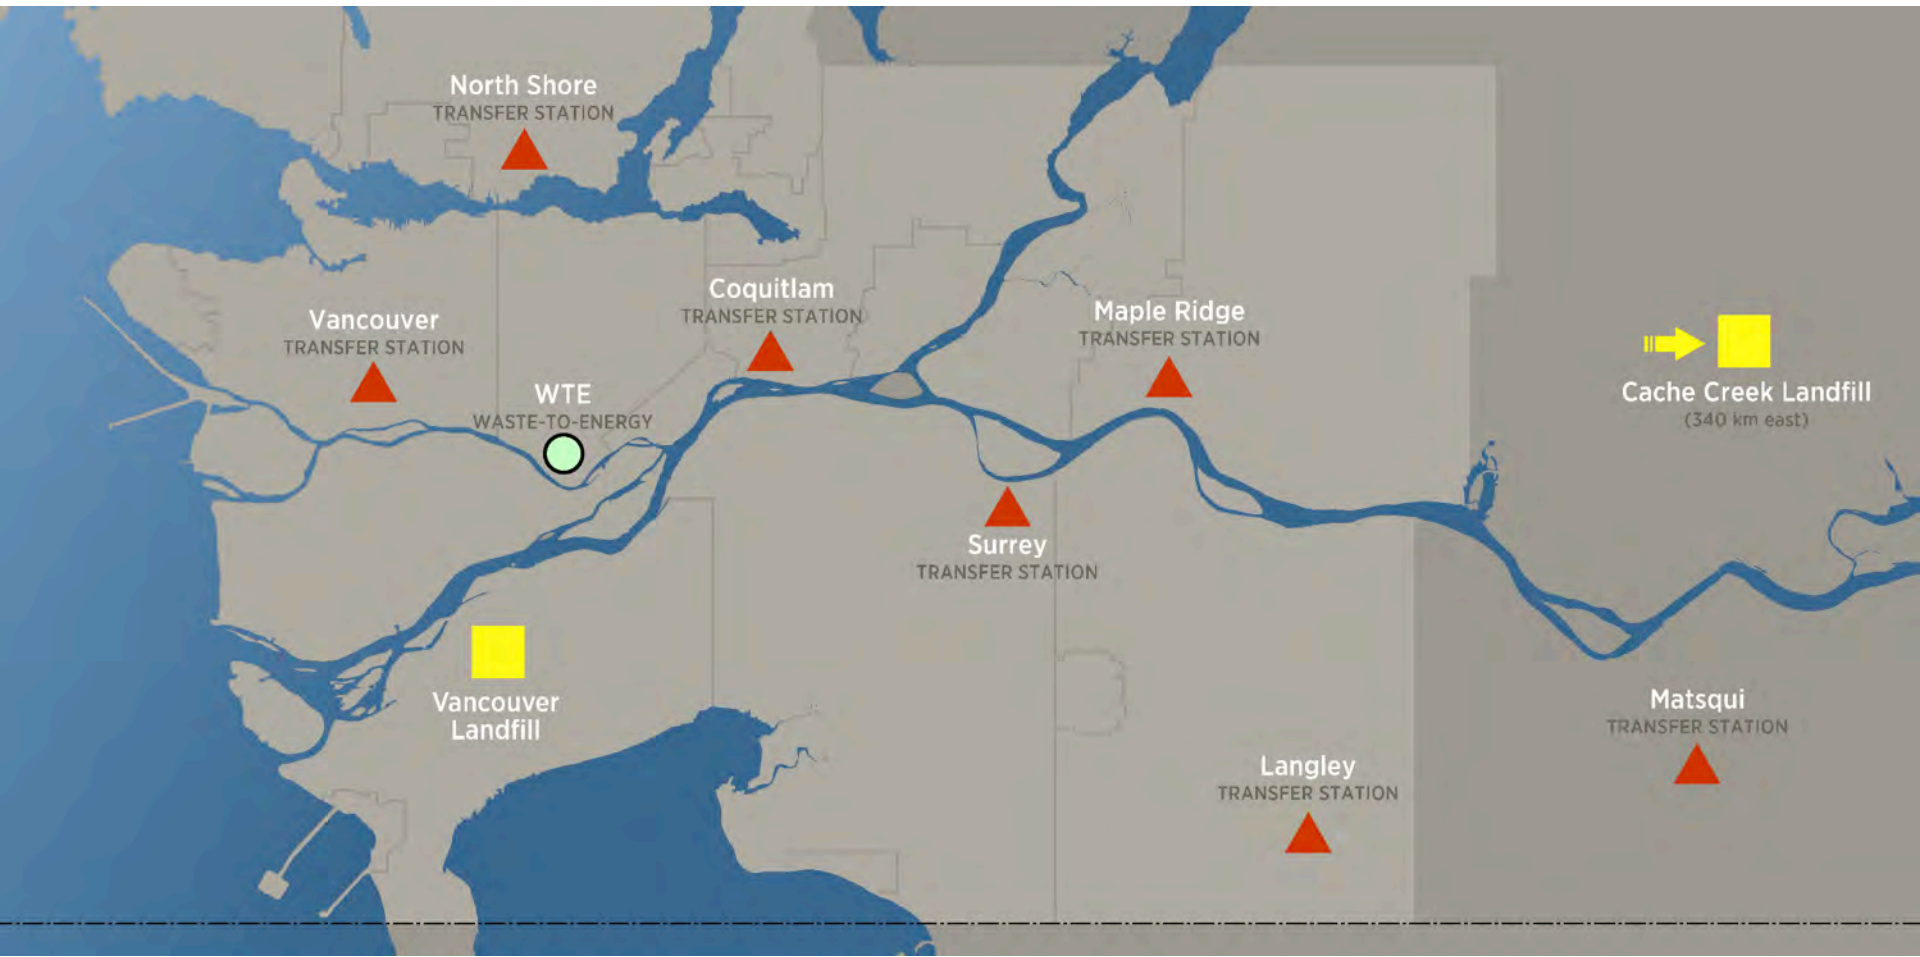 North Shore
TRANSFER STATION
Coquitlam
TRANSFER STATION
Vancouver
TRANSFER STATION
Maple Ridge
TRANSFER STATION
WTE
WASTE-TO-ENERGY
Cache Creek Landfill
(340 km east)
Surrey
TRANSFER STATION
Vancouver
Landfill
Matsqui
TRANSFER STATION
Langley
TRANSFER STATION